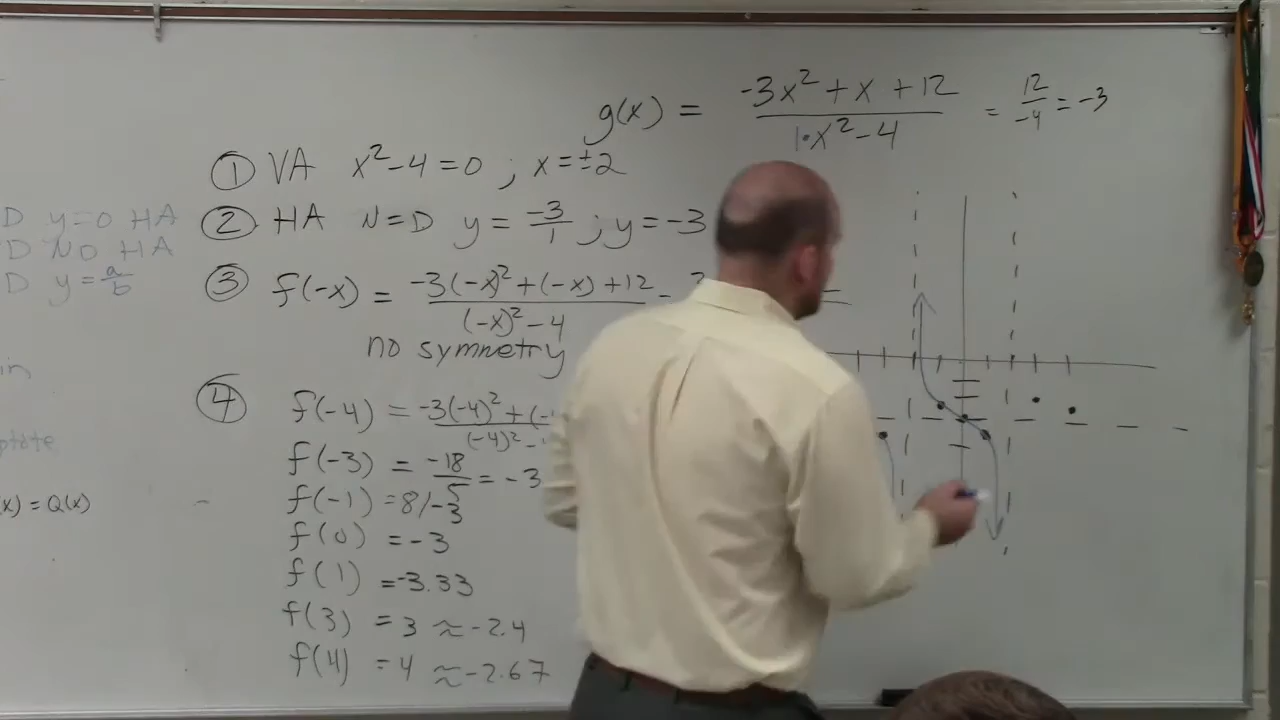 g(x) = -3x² + x + 12 / 1·x² - 4 = 12/-4 = -3
① VA x² - 4 = 0 ; x = ±2
D y = 0 HA
② HA N = D y = -3/1 ; y = -3
D NO HA
D y = a/b
③ f(-x) = -3(-x)² + (-x) + 12 / (-x)² - 4
no symmetry
④ f(-4) = -3(-4)² + (- / (-4)² -
f(-3) = -18/5 = -3
(x) = Q(x)
f(-1) = 8/-3
f(0) = -3
f(1) = -3.33
f(3) = 3 ≈ -2.4
f(4) = 4 ≈ -2.67